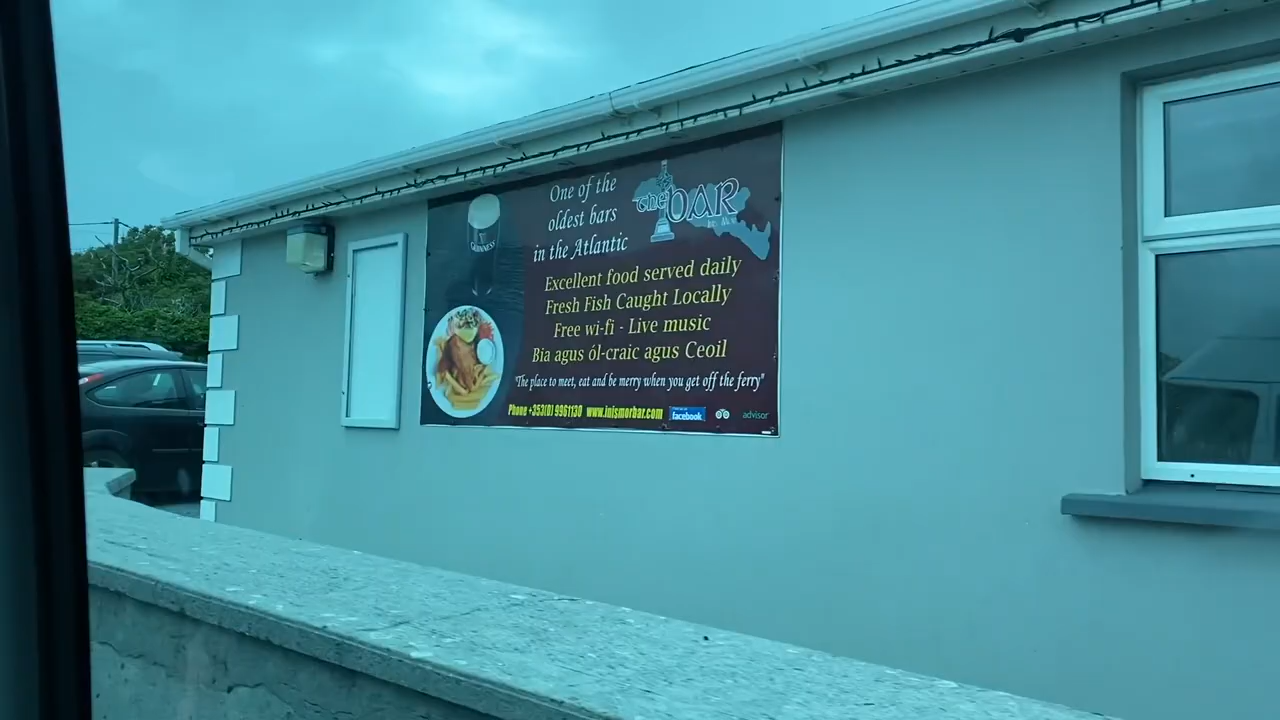 One of the
oldest bars
in the Atlantic
The BAR
GUINNESS
Excellent food served daily
Fresh Fish Caught Locally
Free wi-fi - Live music
Bia agus ól-craic agus Ceoil
"The place to meet, eat and be merry when you get off the ferry"
Phone +353(0) 9961130 www.inismorbar.com facebook advisor